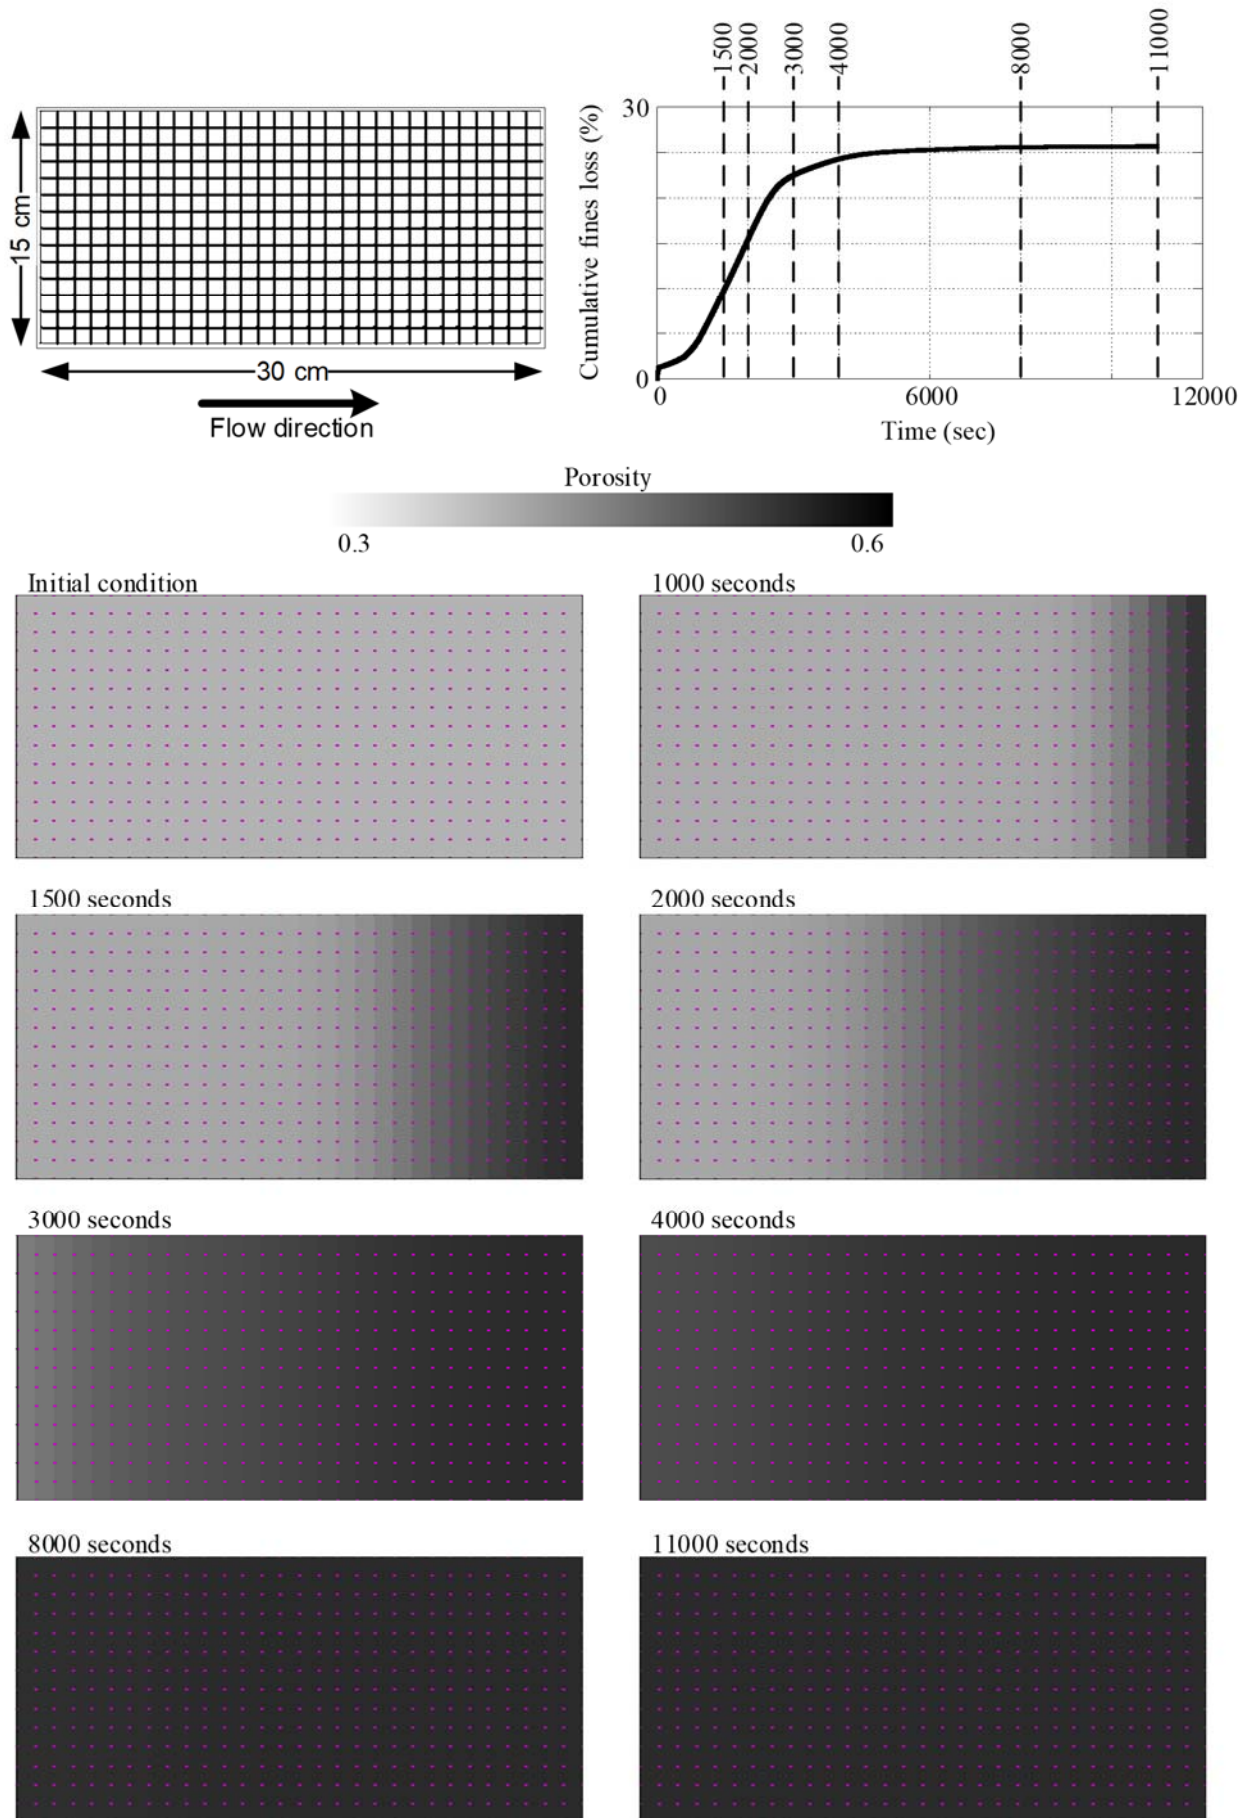 15 cm
30 cm
Flow direction
1500
2000
3000
4000
8000
11000
Cumulative fines loss (%)
30
0
0
6000
12000
Time (sec)
Porosity
0.3
0.6
Initial condition
1000 seconds
1500 seconds
2000 seconds
3000 seconds
4000 seconds
8000 seconds
11000 seconds